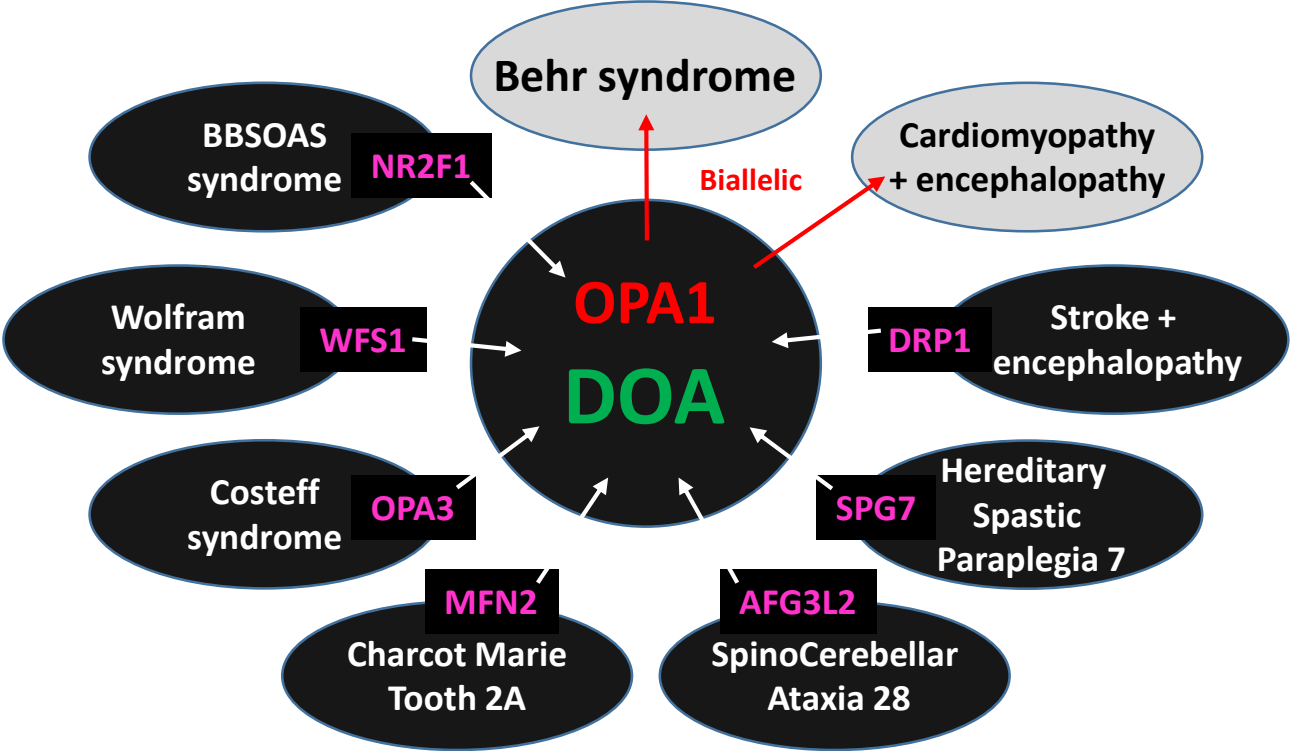 Behr syndrome
BBSOAS
syndrome
NR2F1
Cardiomyopathy
+ encephalopathy
Biallelic
OPA1
DOA
Wolfram
syndrome
WFS1
DRP1
Stroke +
encephalopathy
Costeff
syndrome
OPA3
SPG7
Hereditary
Spastic
Paraplegia 7
MFN2
Charcot Marie
Tooth 2A
AFG3L2
SpinoCerebellar
Ataxia 28